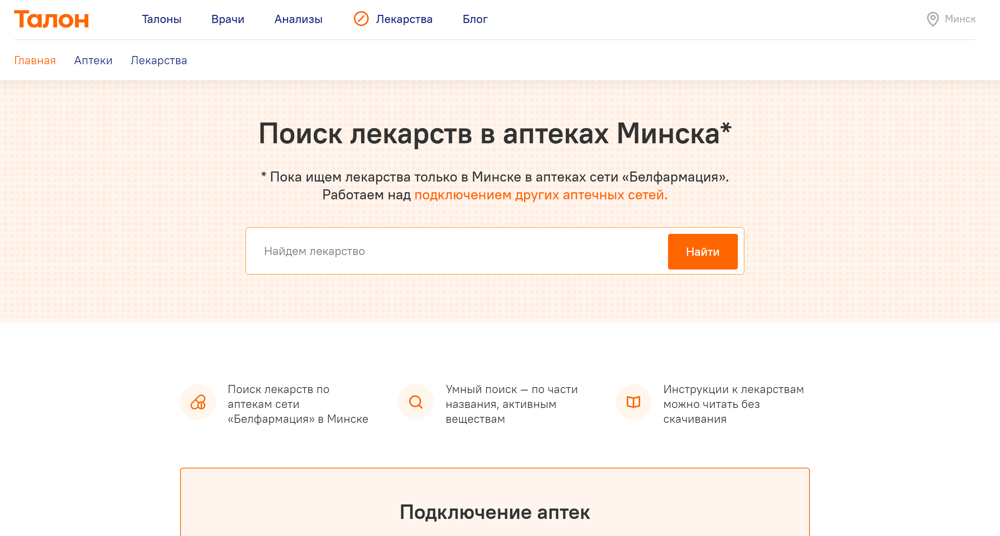 Талон
Талоны
Врачи
Анализы
Лекарства
Блог
Минск
Главная
Аптеки
Лекарства
Поиск лекарств в аптеках Минска*
* Пока ищем лекарства только в Минске в аптеках сети «Белфармация».
Работаем над подключением других аптечных сетей.
Найдем лекарство
Найти
Поиск лекарств по
аптекам сети
«Белфармация» в Минске
Умный поиск – по части
названия, активным
веществам
Инструкции к лекарствам
можно читать без
скачивания
Подключение аптек